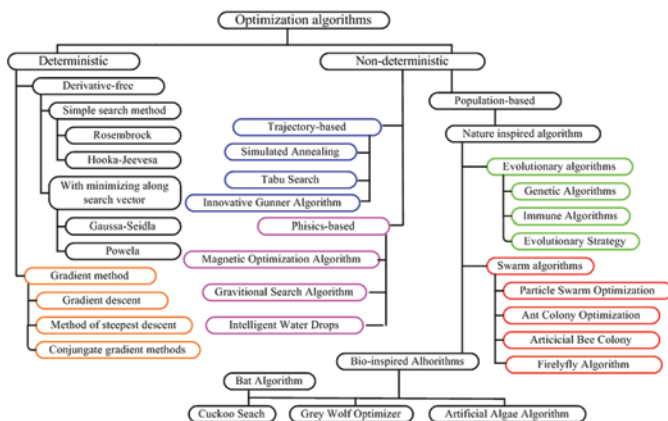 Optimization algorithms
Deterministic
Non-deterministic
Derivative-free
Simple search method
Rosembrock
Hooka-Jeevesa
With minimizing along
search vector
Gaussa-Seidla
Powela
Gradient method
Gradient descent
Method of steepest descent
Conjugate gradient methods
Trajectory-based
Simulated Annealing
Tabu Search
Innovative Gunner Algorithm
Phisics-based
Magnetic Optimization Algorithm
Gravitional Search Algorithm
Intelligent Water Drops
Population-based
Nature inspired algorithm
Evolutionary algorithms
Genetic Algorithms
Immune Algorithms
Evolutionary Strategy
Swarm algorithms
Particle Swarm Optimization
Ant Colony Optimization
Articicial Bee Colony
Firelyfly Algorithm
Bio-inspired Alhorithms
Bat Algorithm
Cuckoo Seach
Grey Wolf Optimizer
Artificial Algae Algorithm